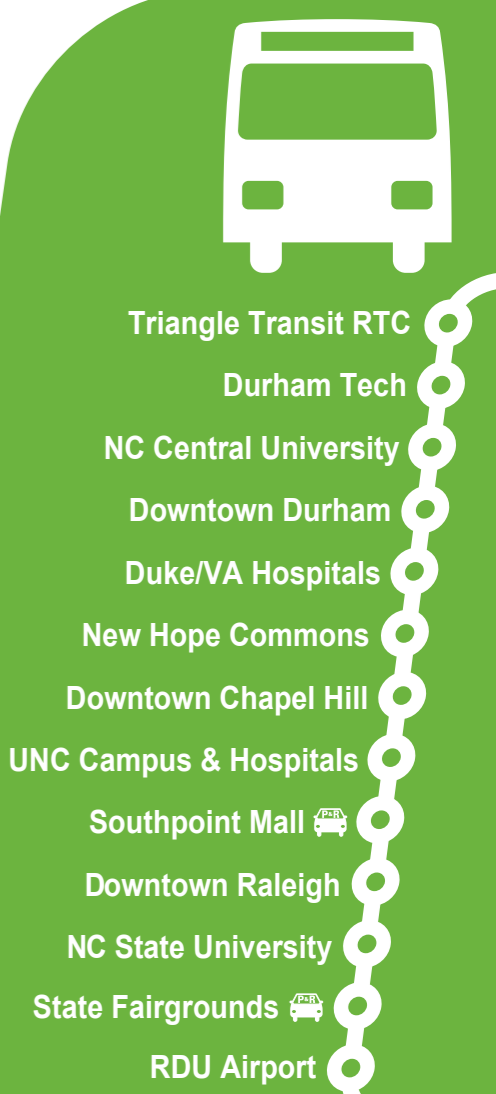 Triangle Transit RTC
Durham Tech
NC Central University
Downtown Durham
Duke/VA Hospitals
New Hope Commons
Downtown Chapel Hill
UNC Campus & Hospitals
Southpoint Mall P+R
Downtown Raleigh
NC State University
State Fairgrounds P+R
RDU Airport